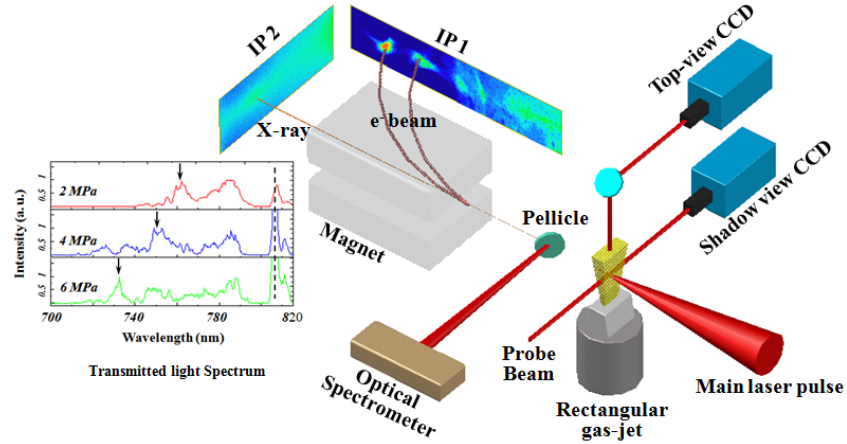 IP 2
IP 1
Top-view CCD
X-ray
e⁻ beam
Shadow view CCD
Intensity (a. u.)
0.5 1
2 MPa
0.5 1
4 MPa
0.5 1
6 MPa
700 740 780 820
Wavelength (nm)
Transmitted light Spectrum
Magnet
Pellicle
Optical
Spectrometer
Probe
Beam
Main laser pulse
Rectangular
gas-jet